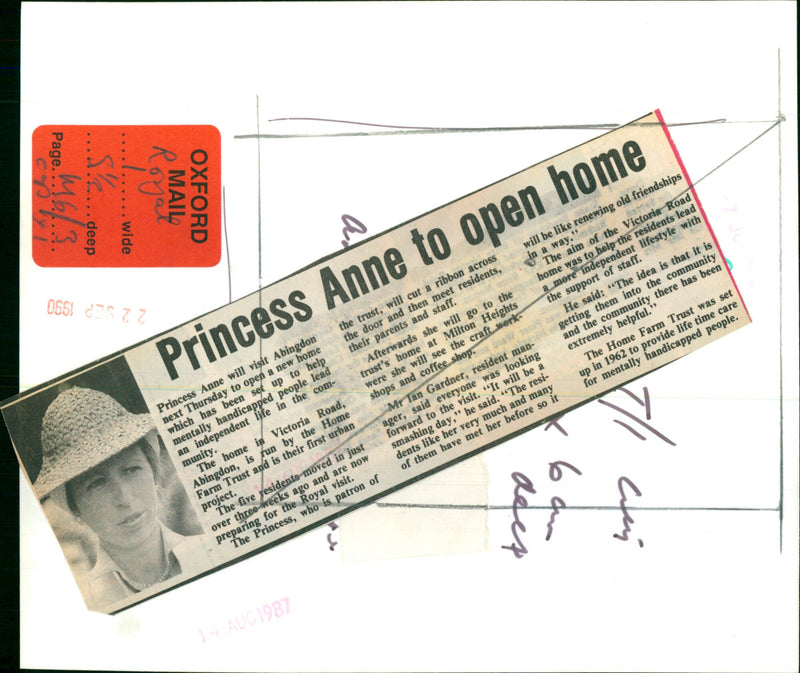 Princess Anne to open home
Princess Anne will visit Abingdon
next Thursday to open a new home
which has been set up to help
mentally handicapped people lead
an independent life in the com-
munity.
The home in Victoria Road,
Abingdon, is run by the Home
Farm Trust and is their first urban
project.
The five residents moved in just
over three weeks ago and are now
preparing for the Royal visit.
The Princess, who is patron of
the trust, will cut a ribbon across
the door and then meet residents,
their parents and staff.
Afterwards she will go to the
trust's home at Milton Heights
were she will see the craft work-
shops and coffee shop.
Mr Ian Gardner, resident man-
ager, said everyone was looking
forward to the visit. "It will be a
smashing day," he said. "The resi-
dents like her very much and many
of them have met her before so it
will be like renewing old friendships
in a way."
The aim of the Victoria Road
home was to help the residents lead
a more independent lifestyle with
the support of staff.
He said: "The idea is that it is
getting them into the community
and the community there has been
extremely helpful."
The Home Farm Trust was set
up in 1962 to provide life time care
for mentally handicapped people.
OXFORD
MAIL
Royal
1 wide
5½ deep
Page M6/3
22 SEP 1990
14 AUG 1987
T/1
x 6 cm
deep